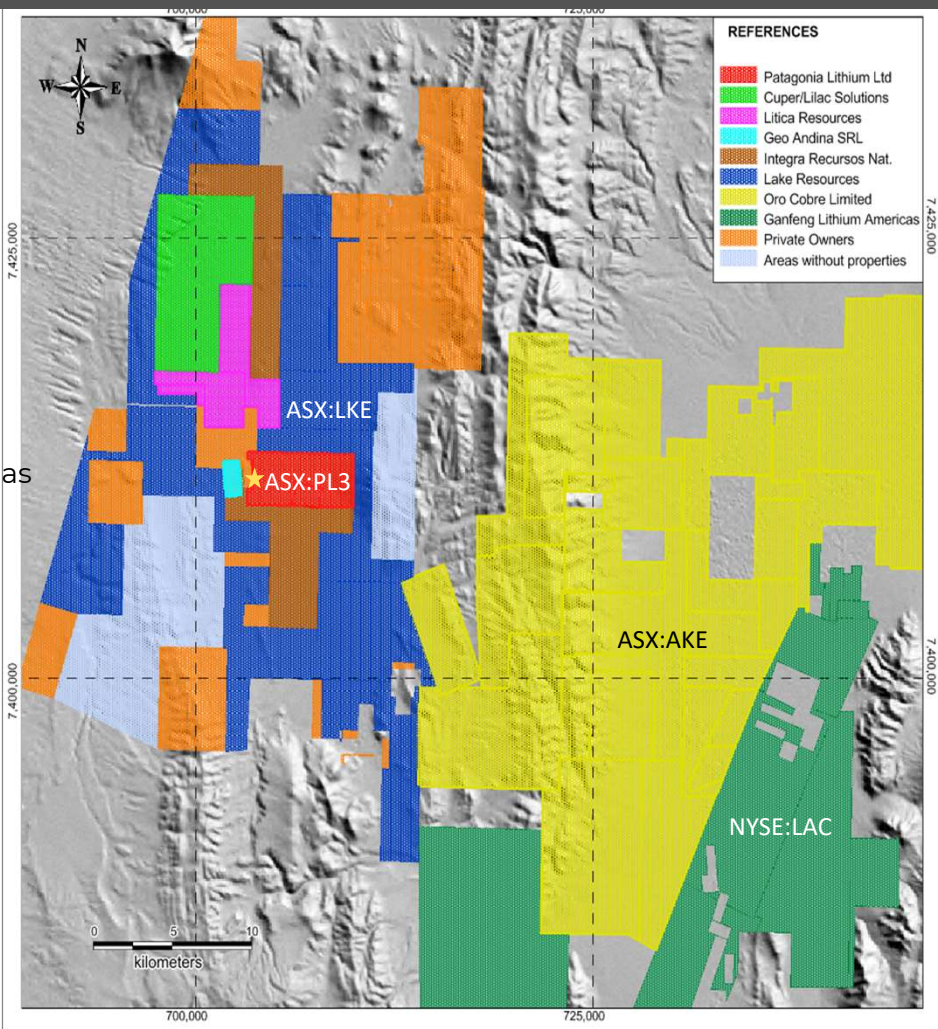 700,000
725,000
REFERENCES
Patagonia Lithium Ltd
Cuper/Lilac Solutions
Litica Resources
Geo Andina SRL
Integra Recursos Nat.
Lake Resources
Oro Cobre Limited
Ganfeng Lithium Americas
Private Owners
Areas without properties
N
W
E
S
7,425,000
7,425,000
ASX:LKE
as
ASX:PL3
ASX:AKE
7,400,000
7,400,000
NYSE:LAC
0
5
10
kilometers
700,000
725,000